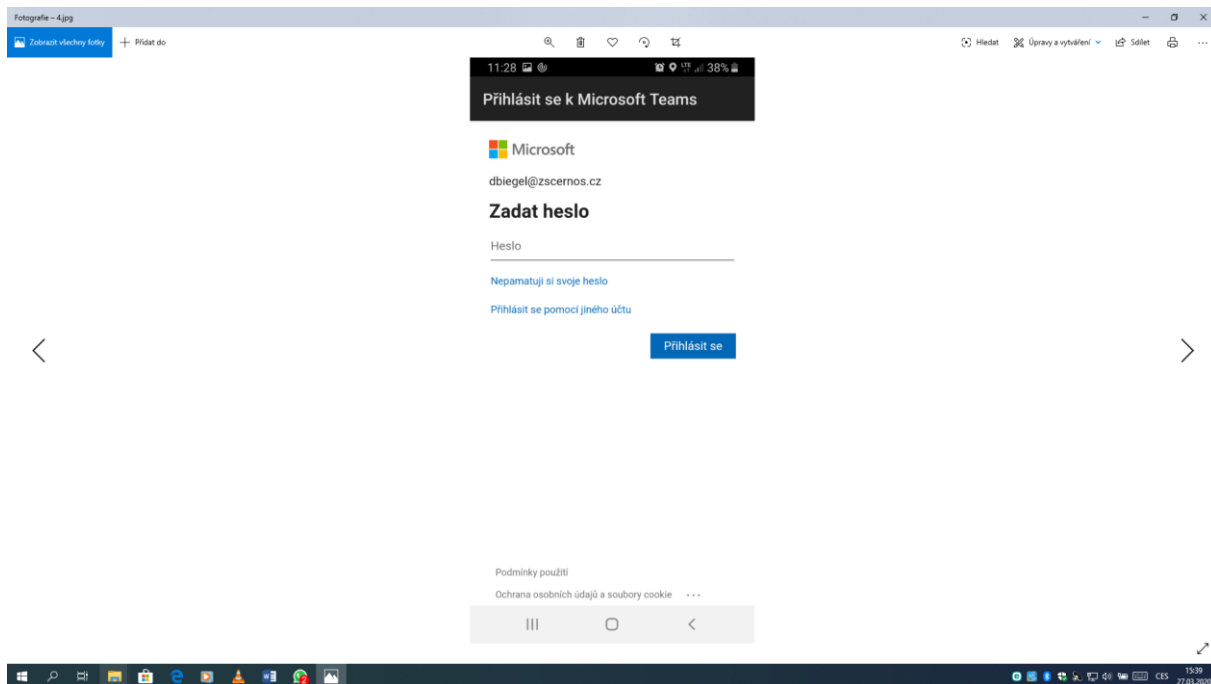 Fotografie – 4.jpg
Zobrazit všechny fotky
Přidat do
Hledat
Úpravy a vytváření
Sdílet
11:28
LTE
38%
Přihlásit se k Microsoft Teams
Microsoft
dbiegel@zscernos.cz
Zadat heslo
Heslo
Nepamatuji si svoje heslo
Přihlásit se pomocí jiného účtu
Přihlásit se
Podmínky použití
Ochrana osobních údajů a soubory cookie
2
CES
15:39
27.03.2020